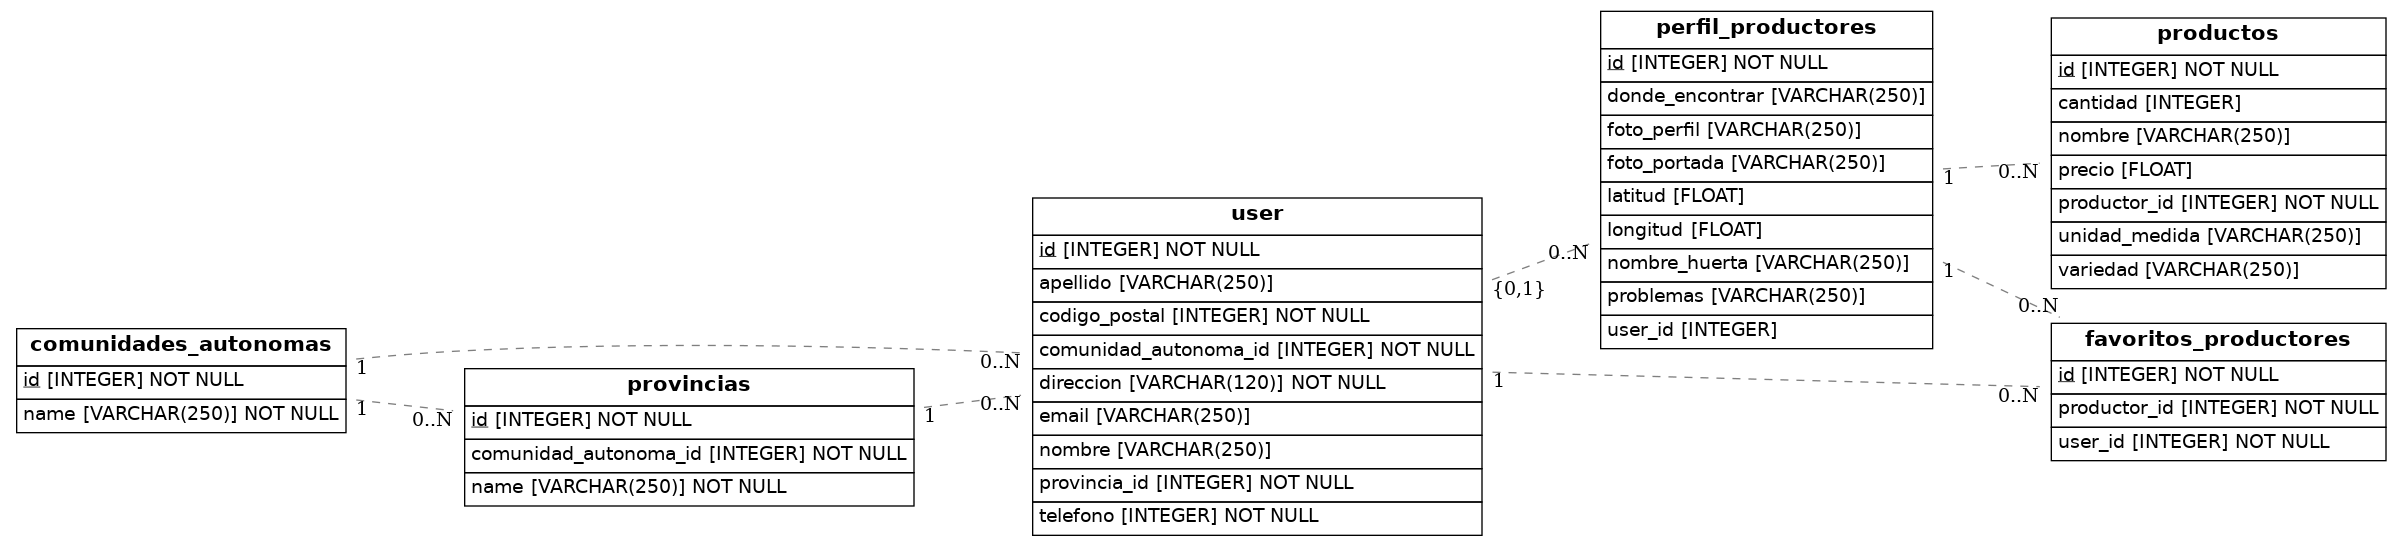 comunidades_autonomas
id [INTEGER] NOT NULL
name [VARCHAR(250)] NOT NULL
1
0..N
1
0..N
provincias
id [INTEGER] NOT NULL
comunidad_autonoma_id [INTEGER] NOT NULL
name [VARCHAR(250)] NOT NULL
1
0..N
user
id [INTEGER] NOT NULL
apellido [VARCHAR(250)]
codigo_postal [INTEGER] NOT NULL
comunidad_autonoma_id [INTEGER] NOT NULL
direccion [VARCHAR(120)] NOT NULL
email [VARCHAR(250)]
nombre [VARCHAR(250)]
provincia_id [INTEGER] NOT NULL
telefono [INTEGER] NOT NULL
{0,1}
0..N
1
0..N
perfil_productores
id [INTEGER] NOT NULL
donde_encontrar [VARCHAR(250)]
foto_perfil [VARCHAR(250)]
foto_portada [VARCHAR(250)]
latitud [FLOAT]
longitud [FLOAT]
nombre_huerta [VARCHAR(250)]
problemas [VARCHAR(250)]
user_id [INTEGER]
1
0..N
1
0..N
productos
id [INTEGER] NOT NULL
cantidad [INTEGER]
nombre [VARCHAR(250)]
precio [FLOAT]
productor_id [INTEGER] NOT NULL
unidad_medida [VARCHAR(250)]
variedad [VARCHAR(250)]
favoritos_productores
id [INTEGER] NOT NULL
productor_id [INTEGER] NOT NULL
user_id [INTEGER] NOT NULL